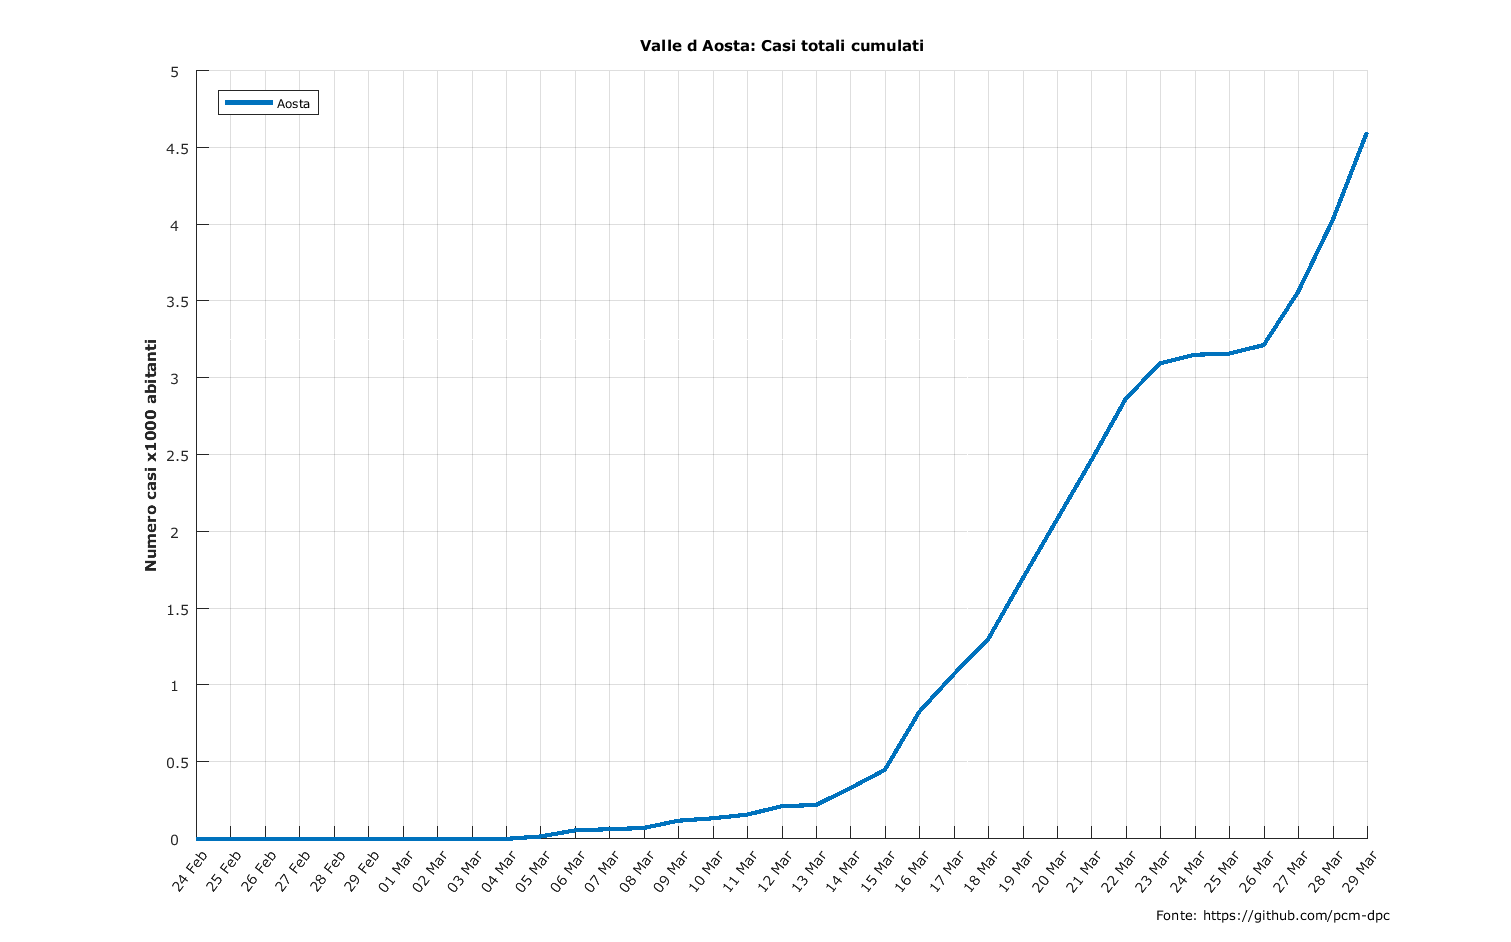 Valle d Aosta: Casi totali cumulati
Aosta
Numero casi x1000 abitanti
5
4.5
4
3.5
3
2.5
2
1.5
1
0.5
0
24 Feb
25 Feb
26 Feb
27 Feb
28 Feb
29 Feb
01 Mar
02 Mar
03 Mar
04 Mar
05 Mar
06 Mar
07 Mar
08 Mar
09 Mar
10 Mar
11 Mar
12 Mar
13 Mar
14 Mar
15 Mar
16 Mar
17 Mar
18 Mar
19 Mar
20 Mar
21 Mar
22 Mar
23 Mar
24 Mar
25 Mar
26 Mar
27 Mar
28 Mar
29 Mar
Fonte: https://github.com/pcm-dpc